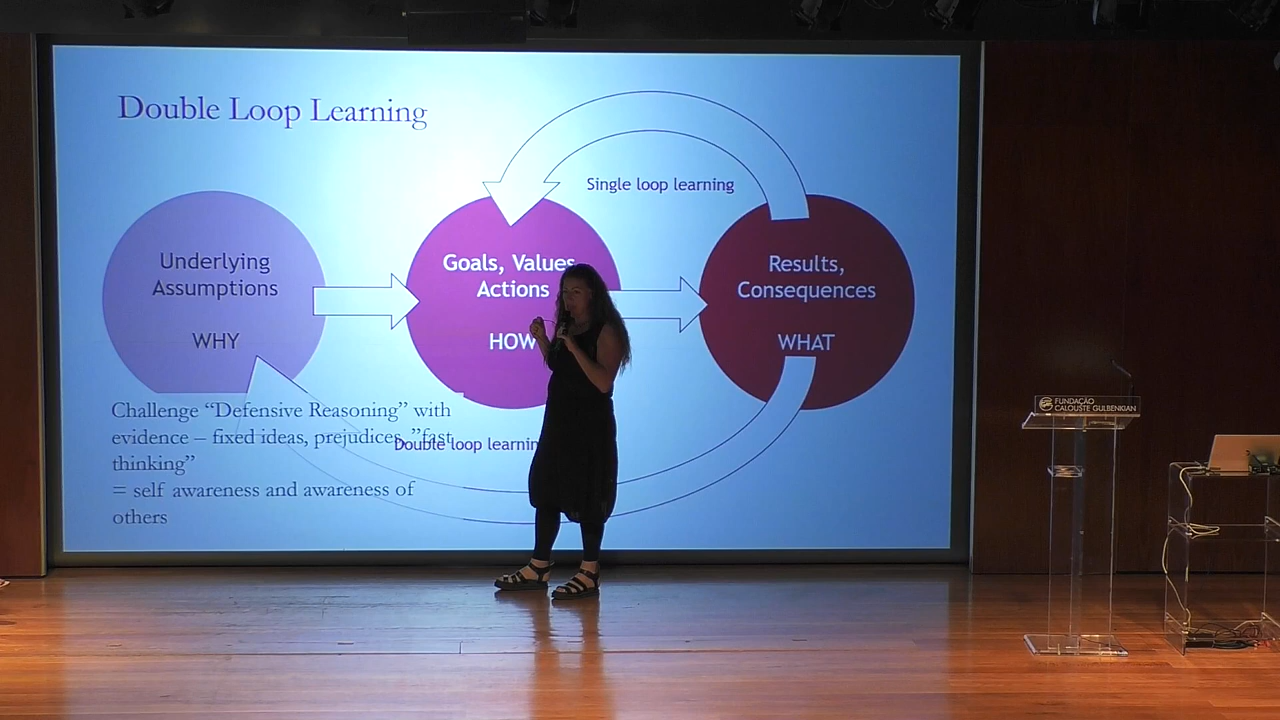 Double Loop Learning
Single loop learning
Underlying
Assumptions
WHY
Goals, Values
Actions
HOW
Results,
Consequences
WHAT
Challenge “Defensive Reasoning” with
evidence – fixed ideas, prejudices, ”fast
thinking”
= self awareness and awareness of
others
Double loop learnin
FUNDAÇÃO
CALOUSTE GULBENKIAN